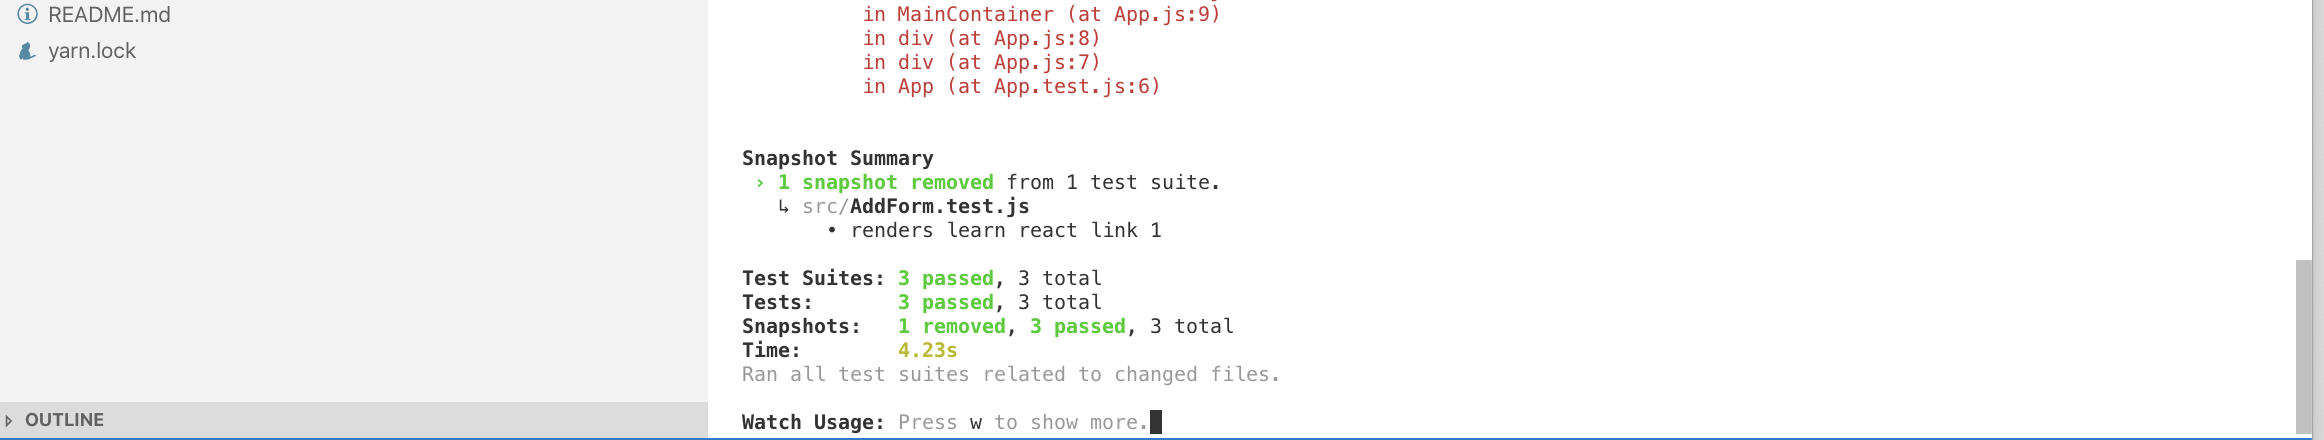 README.md
yarn.lock
OUTLINE
in MainContainer (at App.js:9)
in div (at App.js:8)
in div (at App.js:7)
in App (at App.test.js:6)
Snapshot Summary
› 1 snapshot removed from 1 test suite.
↳ src/AddForm.test.js
• renders learn react link 1
Test Suites: 3 passed, 3 total
Tests: 3 passed, 3 total
Snapshots: 1 removed, 3 passed, 3 total
Time: 4.23s
Ran all test suites related to changed files.
Watch Usage: Press w to show more.